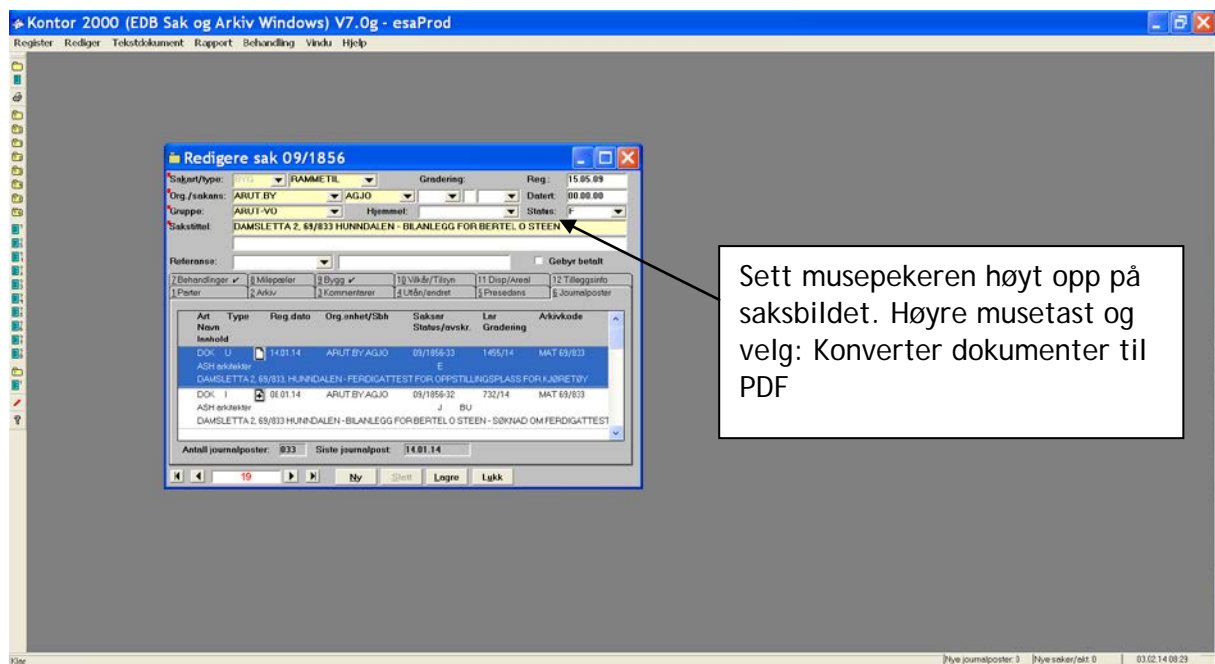 Kontor 2000 (EDB Sak og Arkiv Windows) V7.0g - esaProd
Register Rediger Tekstdokument Rapport Behandling Vindu Hjelp
Redigere sak 09/1856
Sakart/type: RAMMETIL Gradering: Reg.: 15.05.09
Org./saksans: ARUT.BY AGJO Datert: 00.00.00
Gruppe: ARUT-VO Hjemmel: Status: F
Sakstittel: DAMSLETTA 2, 69/833 HUNNDALEN - BILANLEGG FOR BERTEL O STEEN
Referanse: Gebyr betalt
7 Behandlinger ✓ 8 Milepæler 9 Bygg ✓ 10 Vilkår/Tilsyn 11 Disp/Areal 12 Tilleggsinfo
1 Parter 2 Arkiv 3 Kommentarer 4 Utlån/endret 5 Presedans 6 Journalposter
Art Type Reg.dato Org.enhet/Sbh Saksnr Lnr Arkivkode
Navn Status/avskr. Gradering
Innhold
DOK U 14.01.14 ARUT.BY.AGJO 09/1856-33 1455/14 MAT 69/833
ASH arkitekter E
DAMSLETTA 2, 69/833, HUNNDALEN - FERDIGATTEST FOR OPPSTILLINGSPLASS FOR KJØRETØY
DOK I 08.01.14 ARUT.BY.AGJO 09/1856-32 732/14 MAT 69/833
ASH arkitekter J BU
DAMSLETTA 2, 69/833 HUNNDALEN - BILANLEGG FOR BERTEL O STEEN - SØKNAD OM FERDIGATTEST
Antall journalposter: 033 Siste journalpost: 14.01.14
19 Ny Slett Lagre Lukk
Sett musepekeren høyt opp på
saksbildet. Høyre musetast og
velg: Konverter dokumenter til
PDF
Klar Nye journalposter: 0 Nye saker/akt: 0 03.02.14 08:29